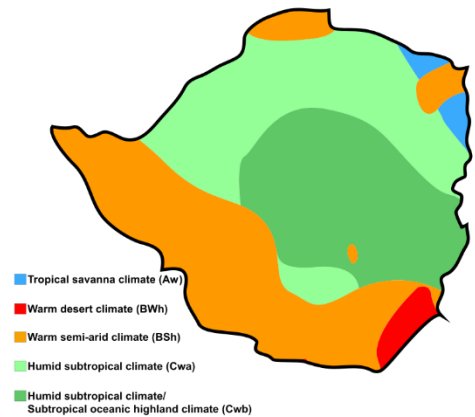 Tropical savanna climate (Aw)
Warm desert climate (BWh)
Warm semi-arid climate (BSh)
Humid subtropical climate (Cwa)
Humid subtropical climate/
Subtropical oceanic highland climate (Cwb)